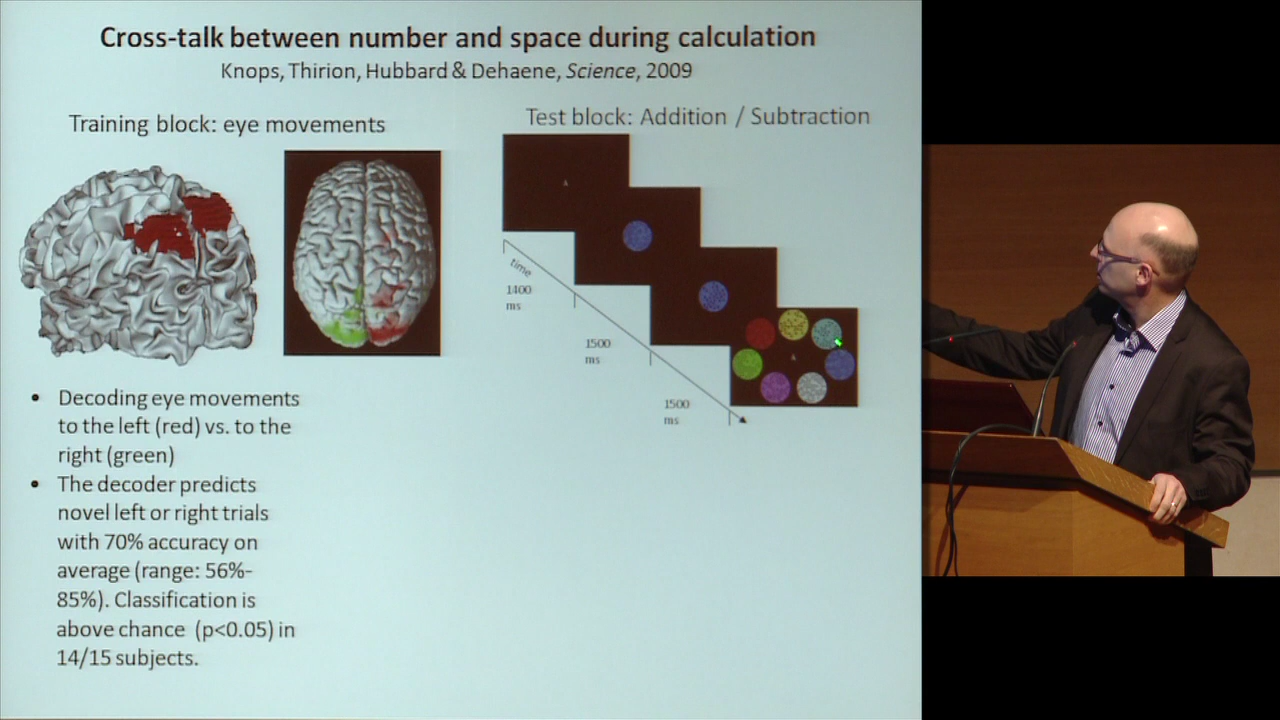 Cross-talk between number and space during calculation
Knops, Thirion, Hubbard & Dehaene, Science, 2009
Training block: eye movements
Test block: Addition / Subtraction
time
1400
ms
1500
ms
1500
ms
• Decoding eye movements
to the left (red) vs. to the
right (green)
• The decoder predicts
novel left or right trials
with 70% accuracy on
average (range: 56%-
85%). Classification is
above chance (p<0.05) in
14/15 subjects.